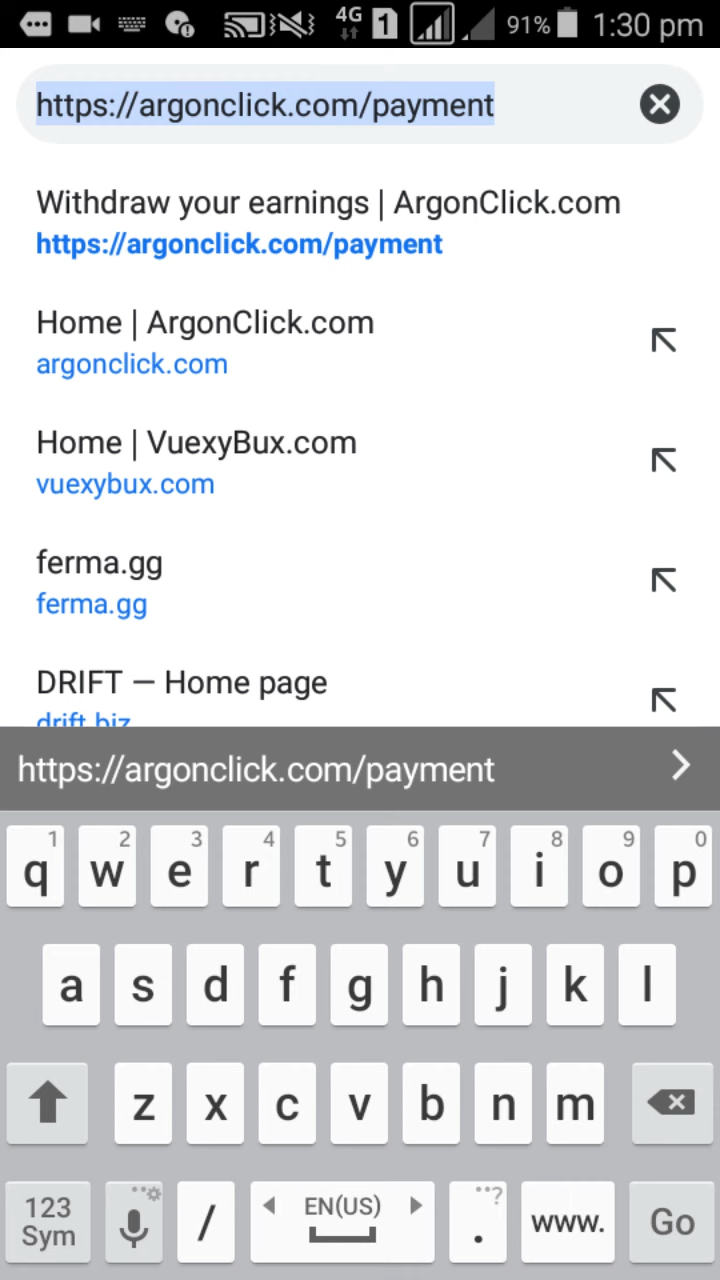 4G 1 91% 1:30 pm
https://argonclick.com/payment
Withdraw your earnings | ArgonClick.com
https://argonclick.com/payment
Home | ArgonClick.com
argonclick.com
Home | VuexyBux.com
vuexybux.com
ferma.gg
ferma.gg
DRIFT — Home page
drift.biz
https://argonclick.com/payment
1 2 3 4 5 6 7 8 9 0
q w e r t y u i o p
a s d f g h j k l
z x c v b n m
123 Sym / EN(US) . ? www. Go